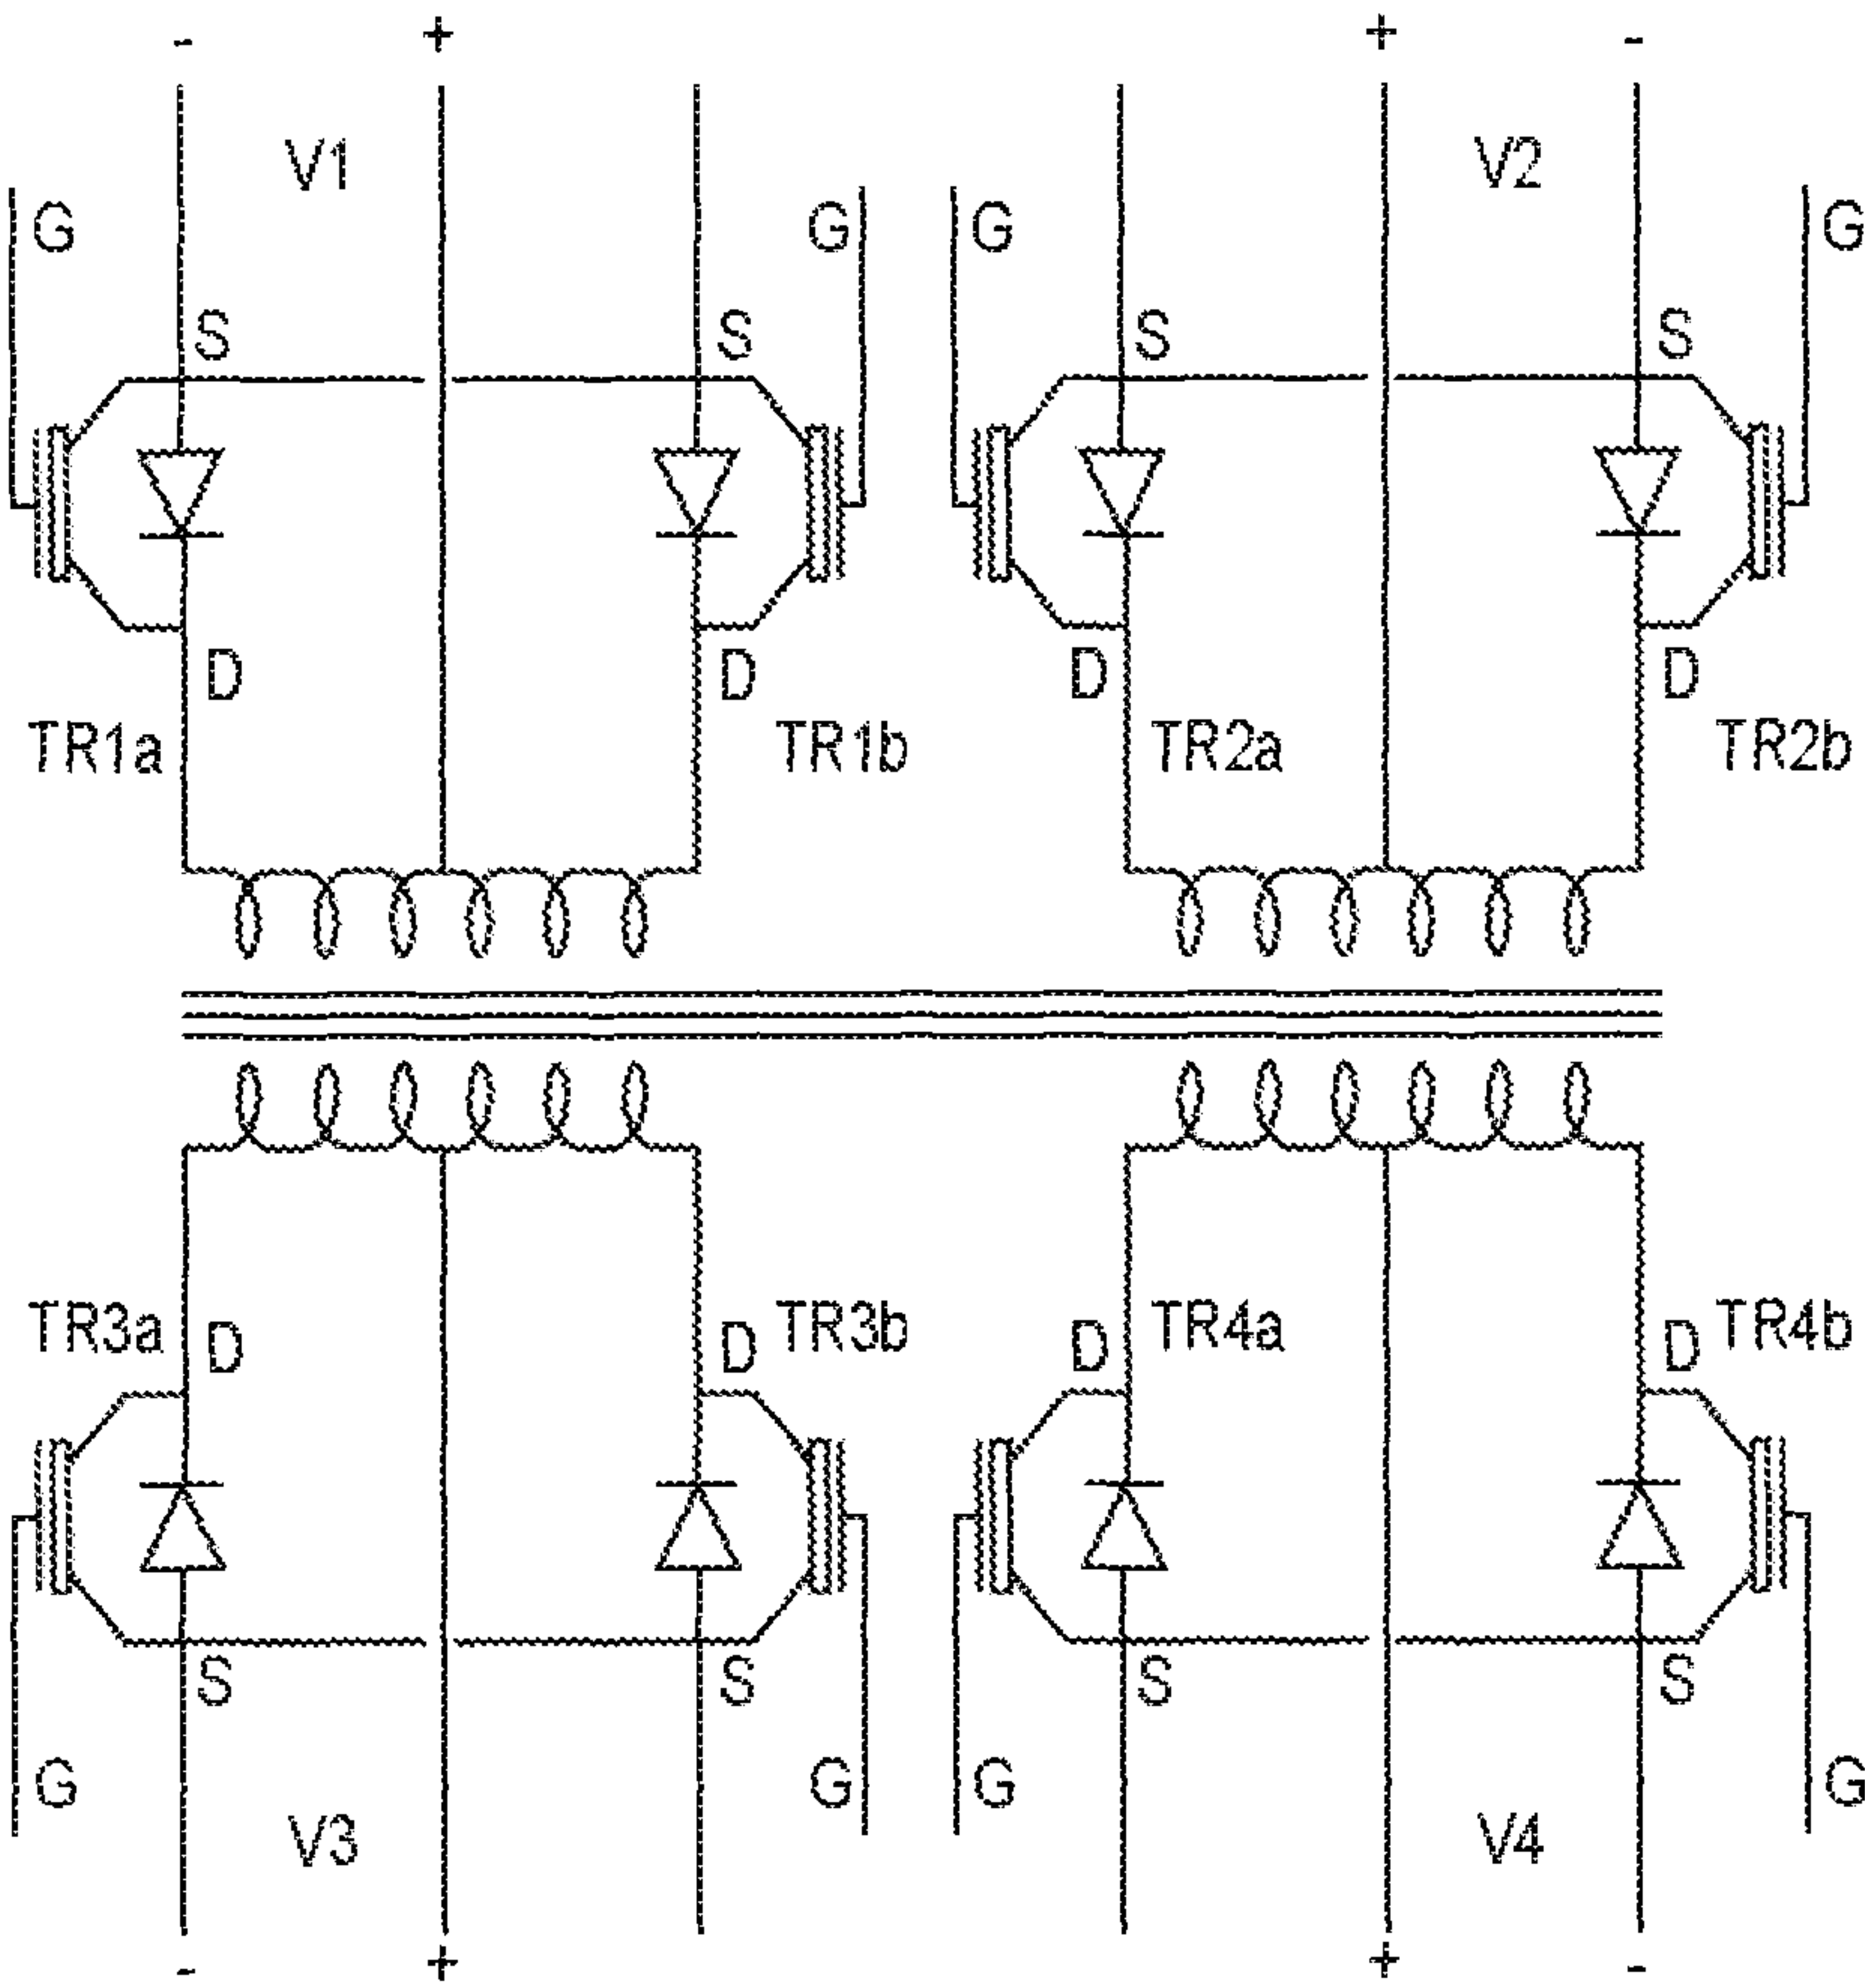 - + + -
V1 V2
G G G G
S S S S
D D D D
TR1a TR1b TR2a TR2b
TR3a D D TR3b D TR4a D TR4b
S S S S
G G G G
V3 V4
- + + -